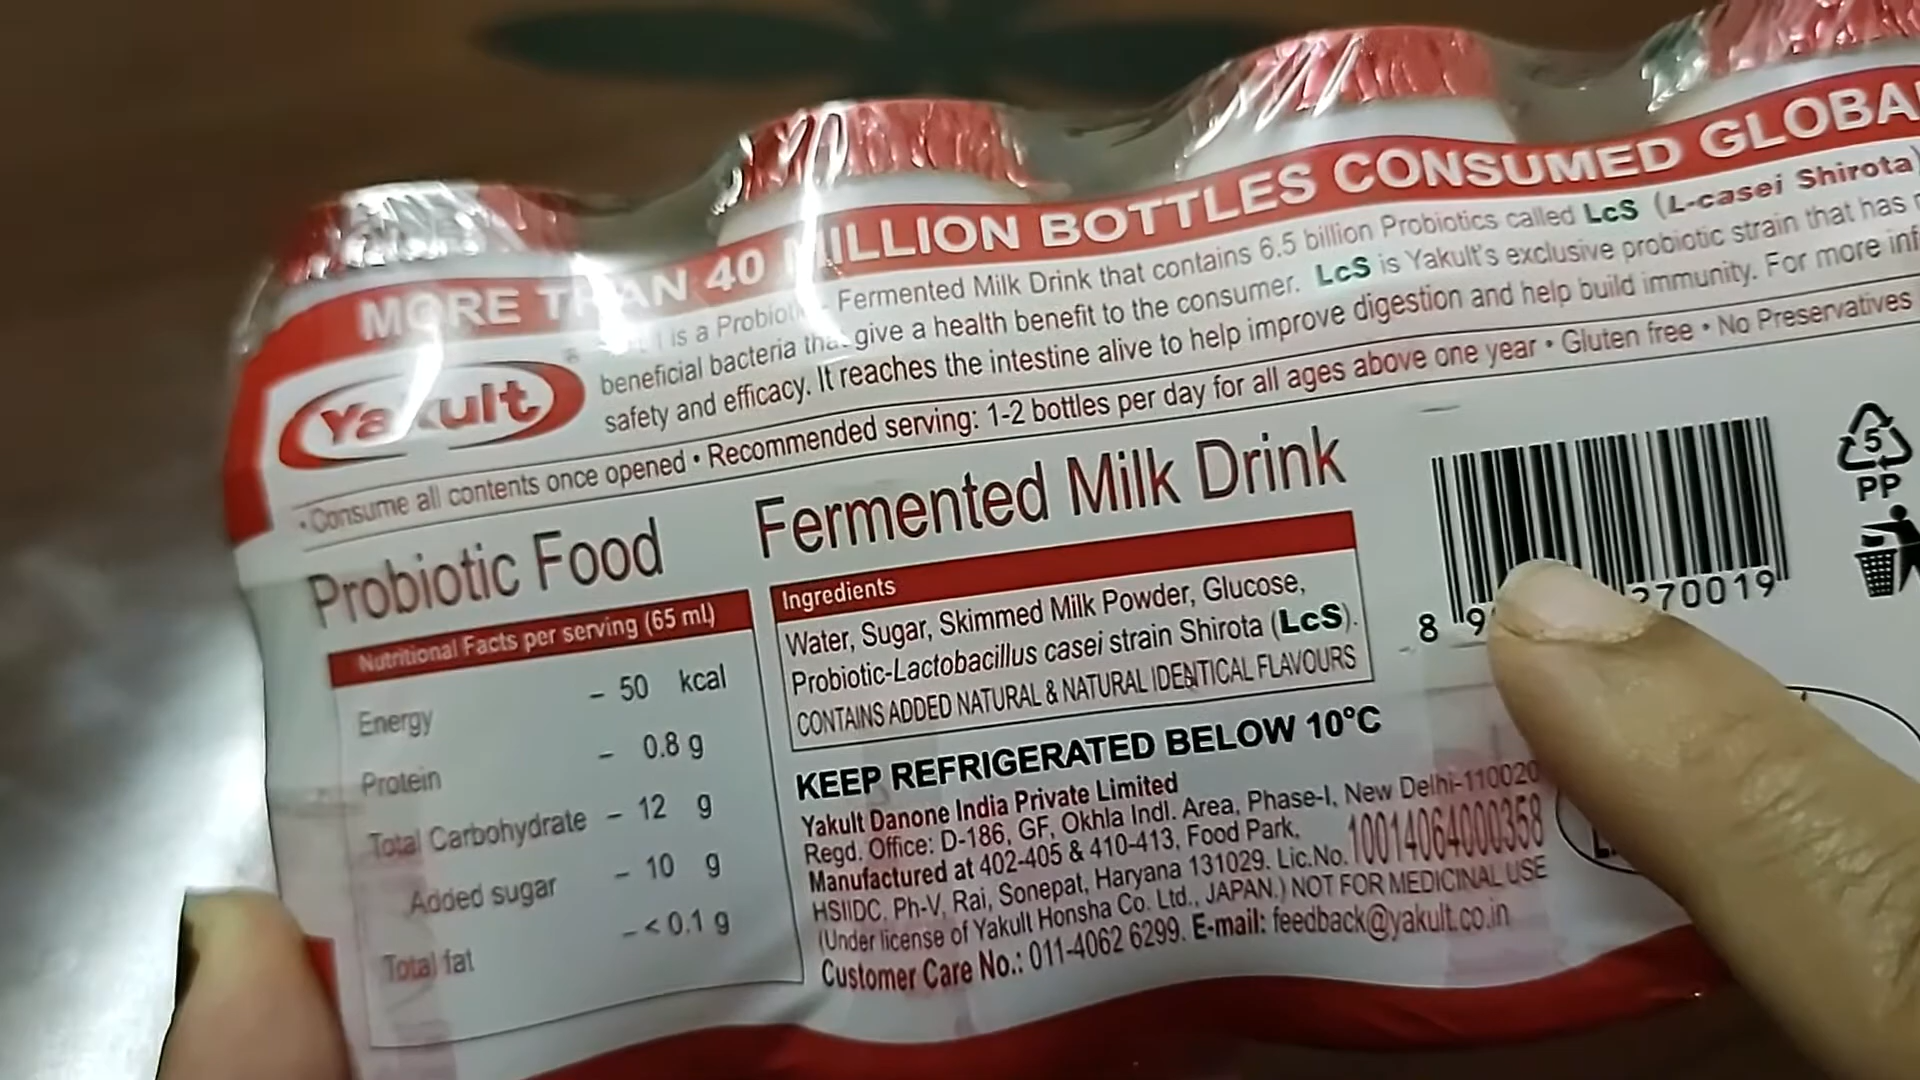 MORE THAN 40 MILLION BOTTLES CONSUMED GLOBA
is a Probiotic Fermented Milk Drink that contains 6.5 billion Probiotics called LcS (L-casei Shirota)
beneficial bacteria that give a health benefit to the consumer. LcS is Yakult's exclusive probiotic strain that has
safety and efficacy. It reaches the intestine alive to help improve digestion and help build immunity. For more inf
Yakult
• Consume all contents once opened • Recommended serving: 1-2 bottles per day for all ages above one year • Gluten free • No Preservatives
Probiotic Food
Fermented Milk Drink
Nutritional Facts per serving (65 ml)
Energy – 50 kcal
Protein – 0.8 g
Total Carbohydrate – 12 g
Added sugar – 10 g
Total fat – < 0.1 g
Ingredients
Water, Sugar, Skimmed Milk Powder, Glucose,
Probiotic-Lactobacillus casei strain Shirota (LcS).
CONTAINS ADDED NATURAL & NATURAL IDENTICAL FLAVOURS
KEEP REFRIGERATED BELOW 10°C
Yakult Danone India Private Limited
Regd. Office: D-186, GF, Okhla Indl. Area, Phase-I, New Delhi-110020
Manufactured at 402-405 & 410-413, Food Park,
HSIIDC, Ph-V, Rai, Sonepat, Haryana 131029. Lic.No. 10014064000358
(Under license of Yakult Honsha Co. Ltd., JAPAN.) NOT FOR MEDICINAL USE
Customer Care No.: 011-4062 6299. E-mail: feedback@yakult.co.in
8 9 270019
5
PP